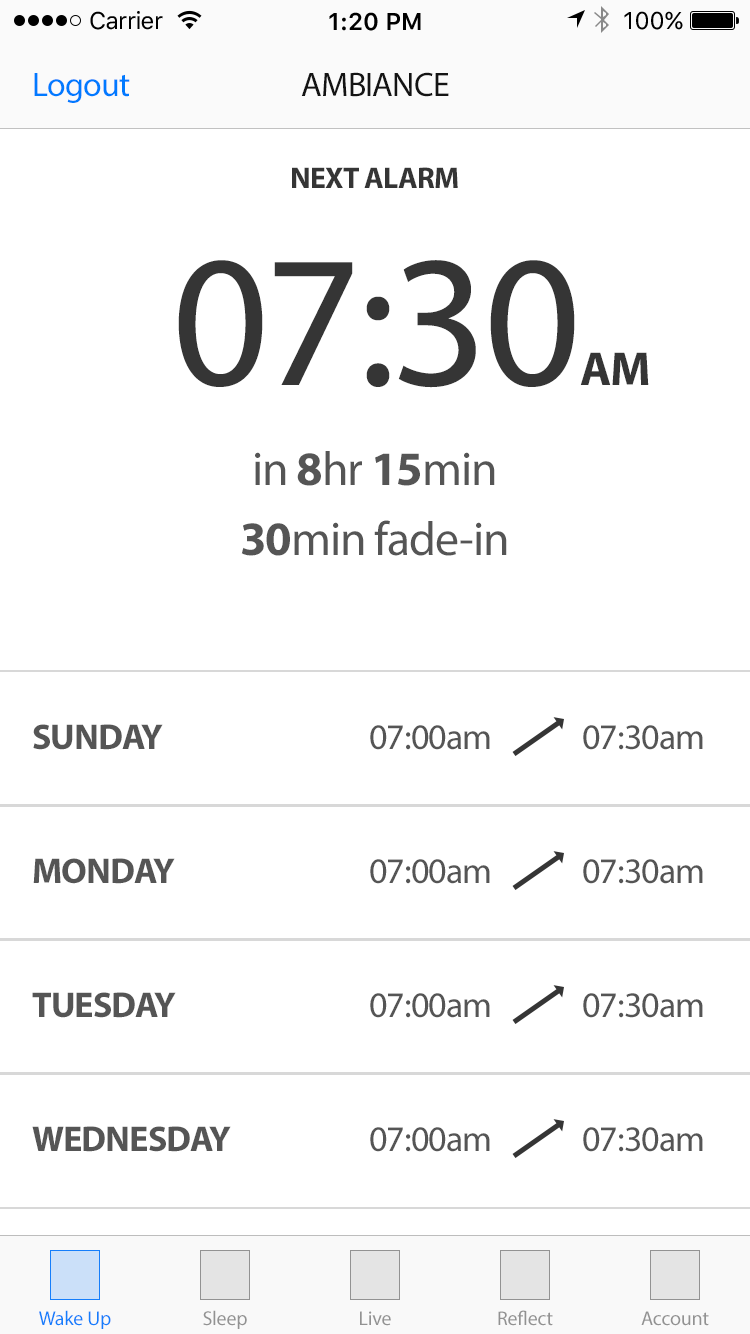 Carrier 1:20 PM 100%
Logout AMBIANCE
NEXT ALARM
07:30 AM
in 8hr 15min
30min fade-in
SUNDAY 07:00am 07:30am
MONDAY 07:00am 07:30am
TUESDAY 07:00am 07:30am
WEDNESDAY 07:00am 07:30am
Wake Up Sleep Live Reflect Account